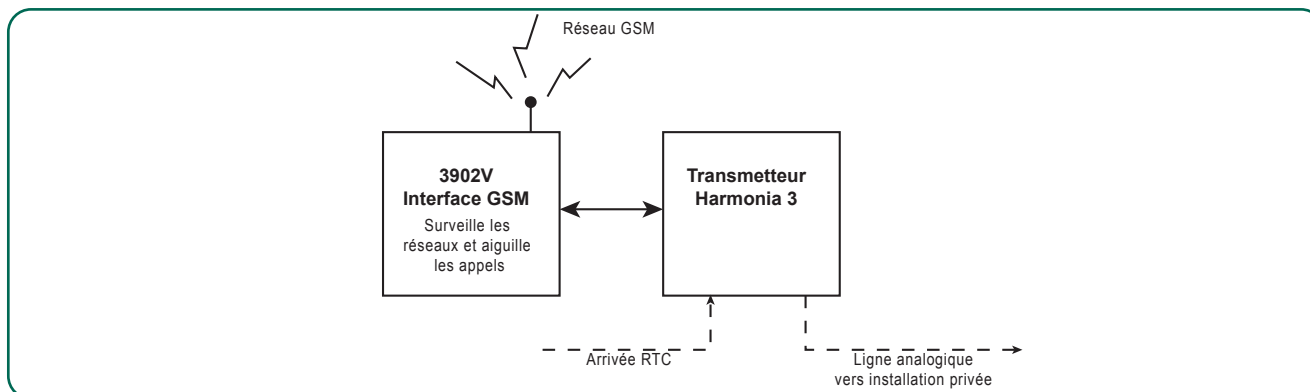 Réseau GSM
3902V
Interface GSM
Surveille les
réseaux et aiguille
les appels
Transmetteur
Harmonia 3
Arrivée RTC
Ligne analogique
vers installation privée